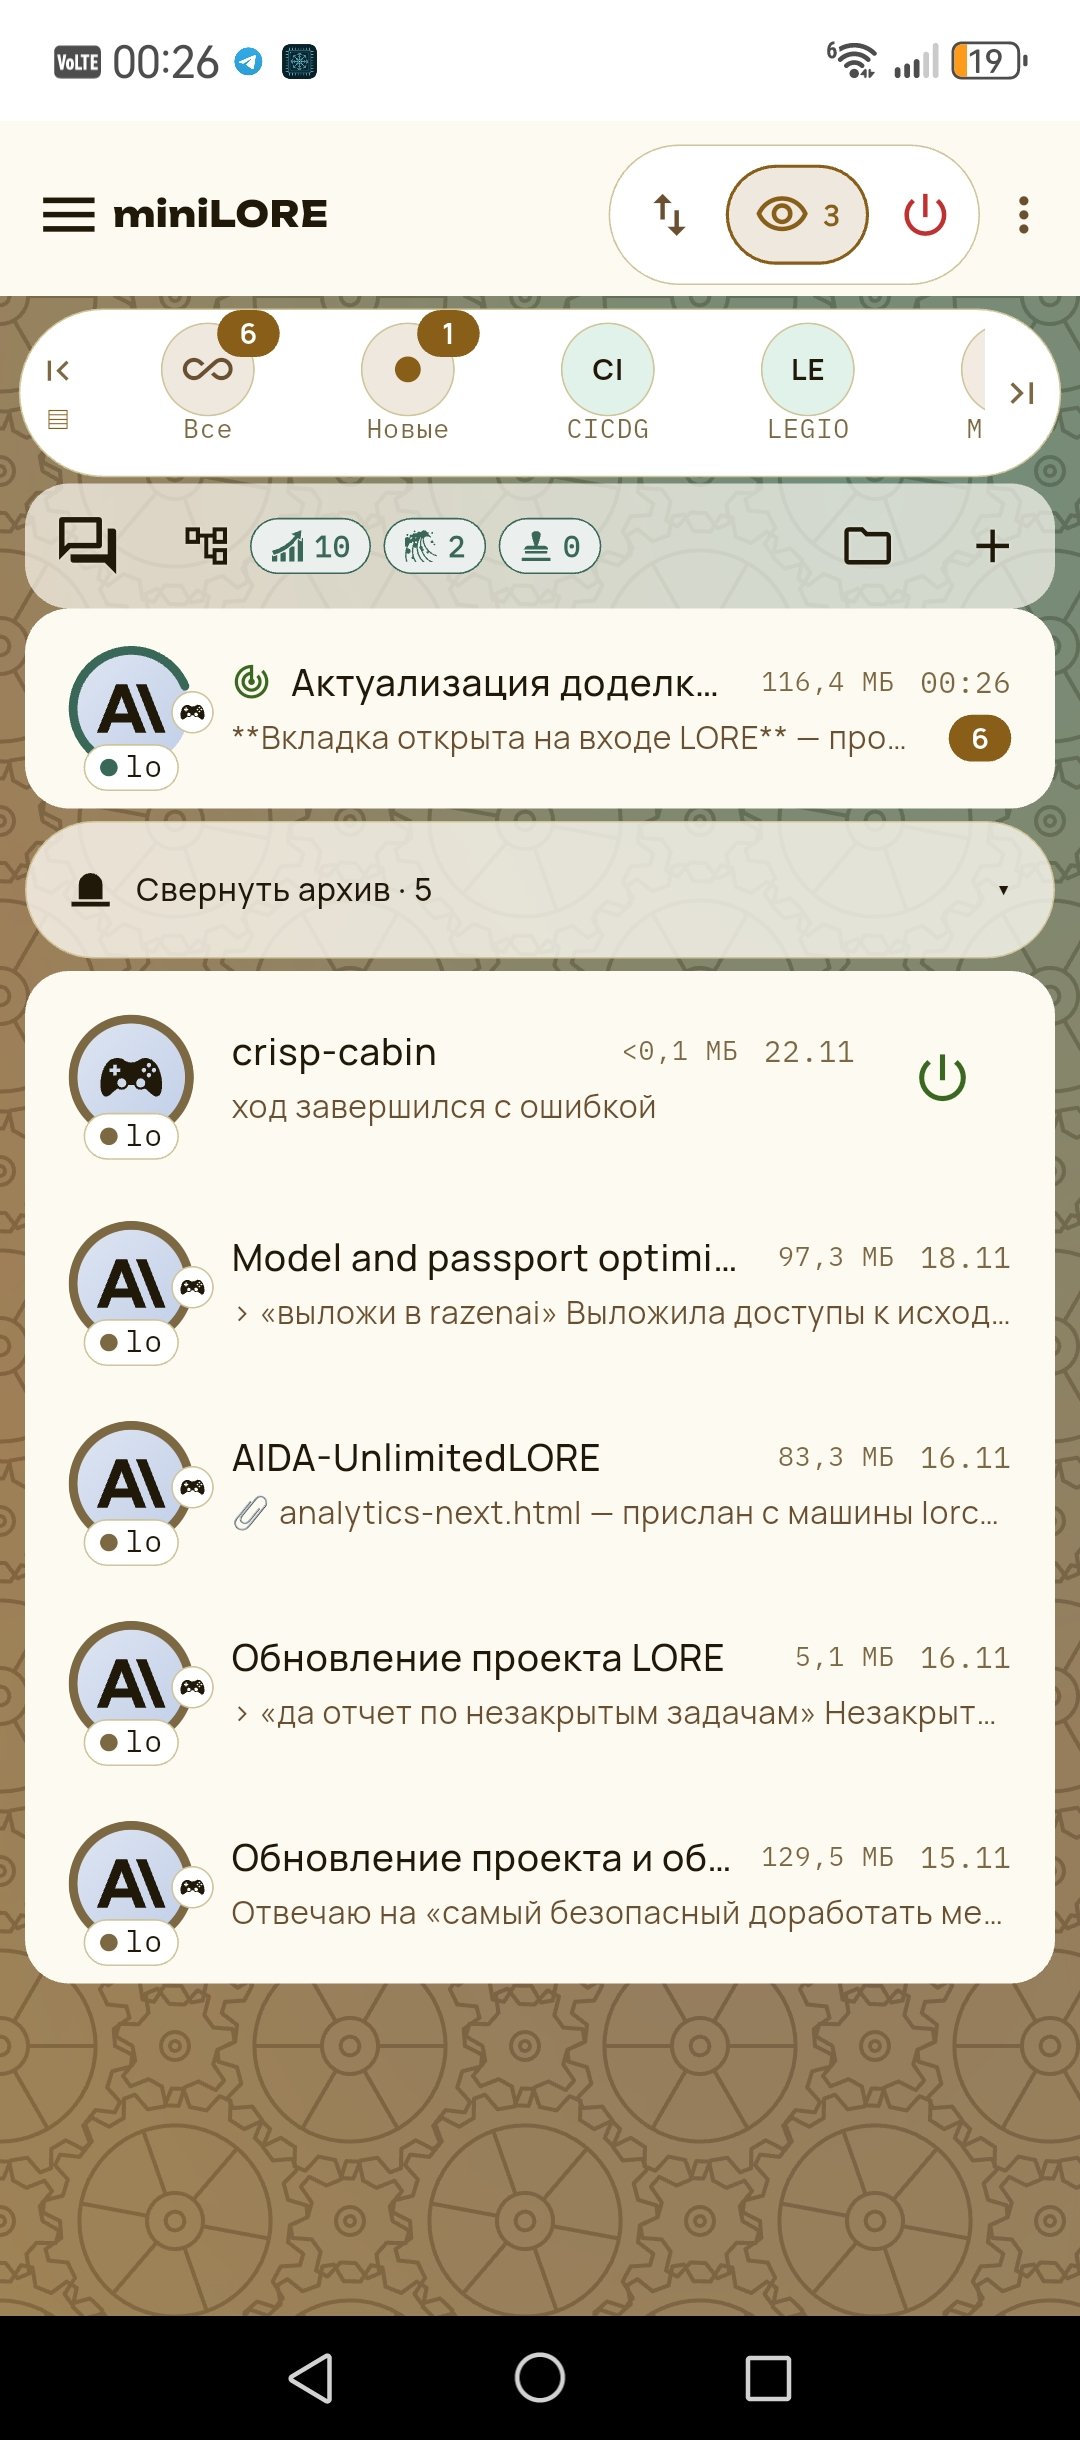 VoLTE 00:26 6 19
miniLORE 3
6 1
CI LE
Все Новые CICDG LEGIO M
10 2 0
Актуализация доделк... 116,4 МБ 00:26
**Вкладка открыта на входе LORE** — про... 6
lo
Свернуть архив · 5
crisp-cabin <0,1 МБ 22.11
ход завершился с ошибкой
lo
Model and passport optimi... 97,3 МБ 18.11
> «выложи в razenai» Выложила доступы к исход...
lo
AIDA-UnlimitedLORE 83,3 МБ 16.11
analytics-next.html — прислан с машины lorc...
lo
Обновление проекта LORE 5,1 МБ 16.11
> «да отчет по незакрытым задачам» Незакрыт...
lo
Обновление проекта и об... 129,5 МБ 15.11
Отвечаю на «самый безопасный доработать ме...
lo